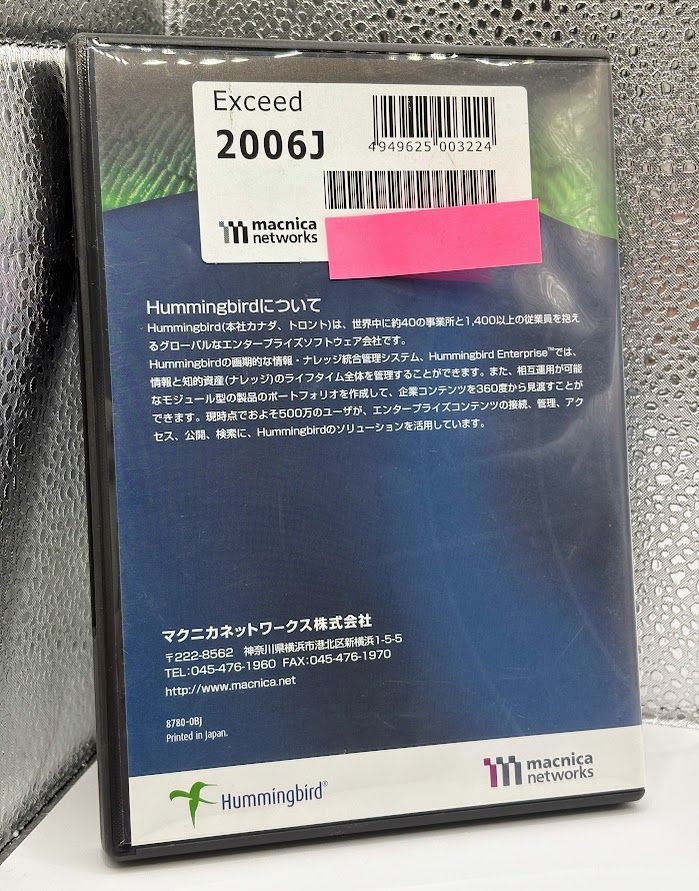 Exceed
2006J
4949625 003224
macnica
networks
Hummingbirdについて
Hummingbird(本社カナダ、トロント)は、世界中に約40の事業所と1,400以上の従業員を抱え
るグローバルなエンタープライズソフトウェア会社です。
Hummingbirdの画期的な情報・ナレッジ統合管理システム、Hummingbird Enterprise™では、
情報と知的資産(ナレッジ)のライフタイム全体を管理することができます。また、相互運用が可能
なモジュール型の製品のポートフォリオを作成して、企業コンテンツを360度から見渡すことが
できます。現時点でおよそ500万のユーザが、エンタープライズコンテンツの接続、管理、アク
セス、公開、検索に、Hummingbirdのソリューションを活用しています。
マクニカネットワークス株式会社
〒222-8562 神奈川県横浜市港北区新横浜1-5-5
TEL:045-476-1960 FAX:045-476-1970
http://www.macnica.net
8780-0BJ
Printed in Japan.
Hummingbird®
macnica
networks